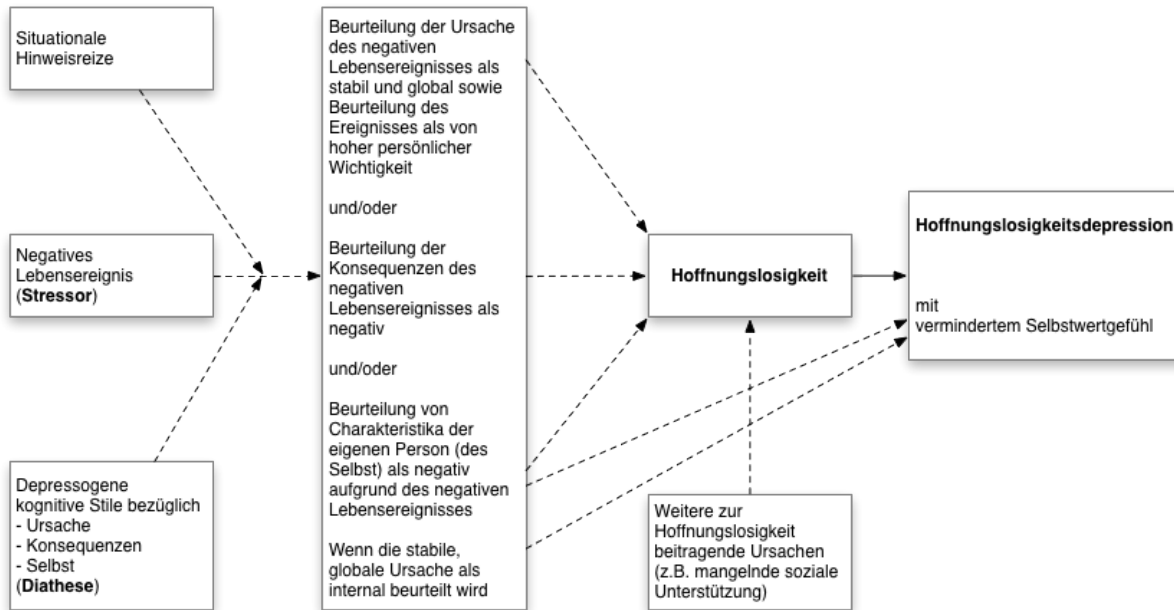 Situationale
Hinweisreize
Negatives
Lebensereignis
(Stressor)
Depressogene
kognitive Stile bezüglich
- Ursache
- Konsequenzen
- Selbst
(Diathese)
Beurteilung der Ursache
des negativen
Lebensereignisses als
stabil und global sowie
Beurteilung des
Ereignisses als von
hoher persönlicher
Wichtigkeit
und/oder
Beurteilung der
Konsequenzen des
negativen
Lebensereignisses als
negativ
und/oder
Beurteilung von
Charakteristika der
eigenen Person (des
Selbst) als negativ
aufgrund des negativen
Lebensereignisses
Wenn die stabile,
globale Ursache als
internal beurteilt wird
Hoffnungslosigkeit
Weitere zur
Hoffnungslosigkeit
beitragende Ursachen
(z.B. mangelnde soziale
Unterstützung)
Hoffnungslosigkeitsdepression
mit
vermindertem Selbstwertgefühl